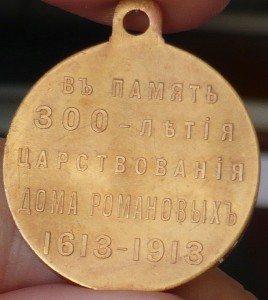 ВЪ ПАМЯТЬ
300-ЛѢТІЯ
ЦАРСТВОВАНІЯ
ДОМА РОМАНОВЫХЪ
1613-1913